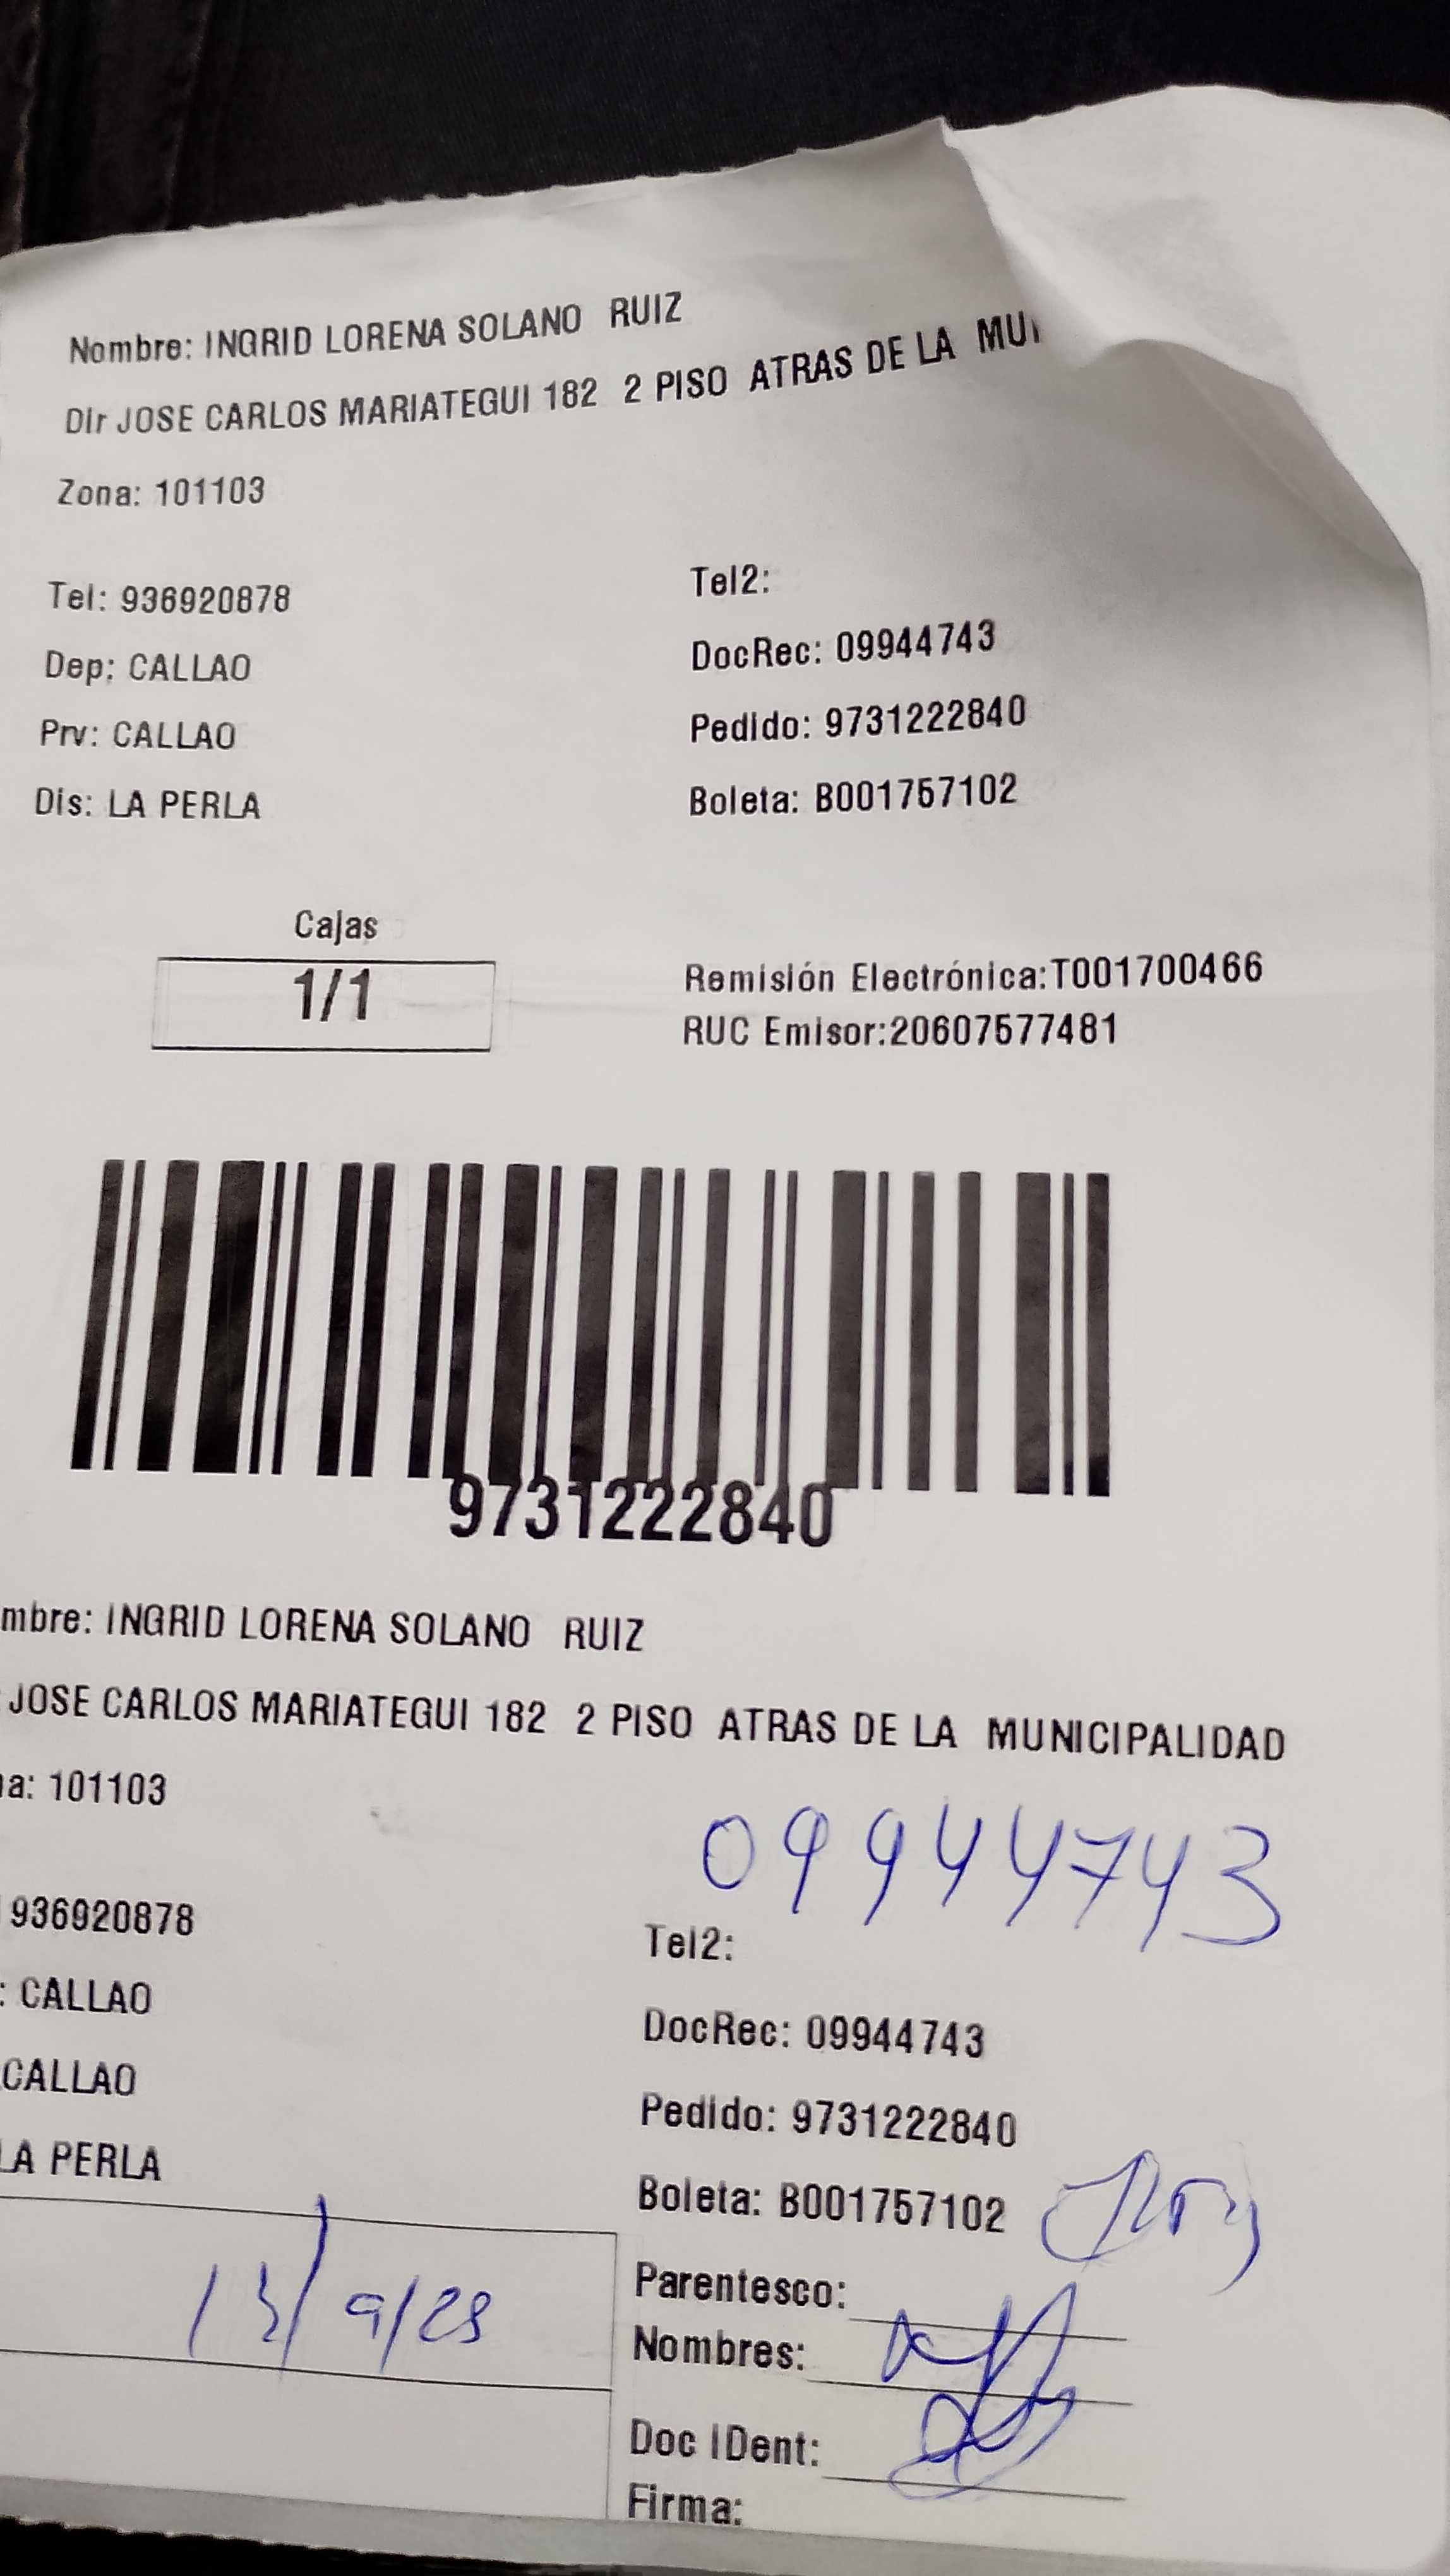 Nombre: INGRID LORENA SOLANO RUIZ
Dir JOSE CARLOS MARIATEGUI 182 2 PISO ATRAS DE LA MU
Zona: 101103
Tel: 936920878
Tel2:
Dep: CALLAO
DocRec: 09944743
Prv: CALLAO
Pedido: 9731222840
Dis: LA PERLA
Boleta: B001757102
Cajas
1/1
Remisión Electrónica:T001700466
RUC Emisor:20607577481
9731222840
mbre: INGRID LORENA SOLANO RUIZ
JOSE CARLOS MARIATEGUI 182 2 PISO ATRAS DE LA MUNICIPALIDAD
a: 101103
09944743
936920878
Tel2:
: CALLAO
DocRec: 09944743
CALLAO
Pedido: 9731222840
LA PERLA
Boleta: B001757102
Parentesco:
Nombres:
Doc IDent:
Firma: